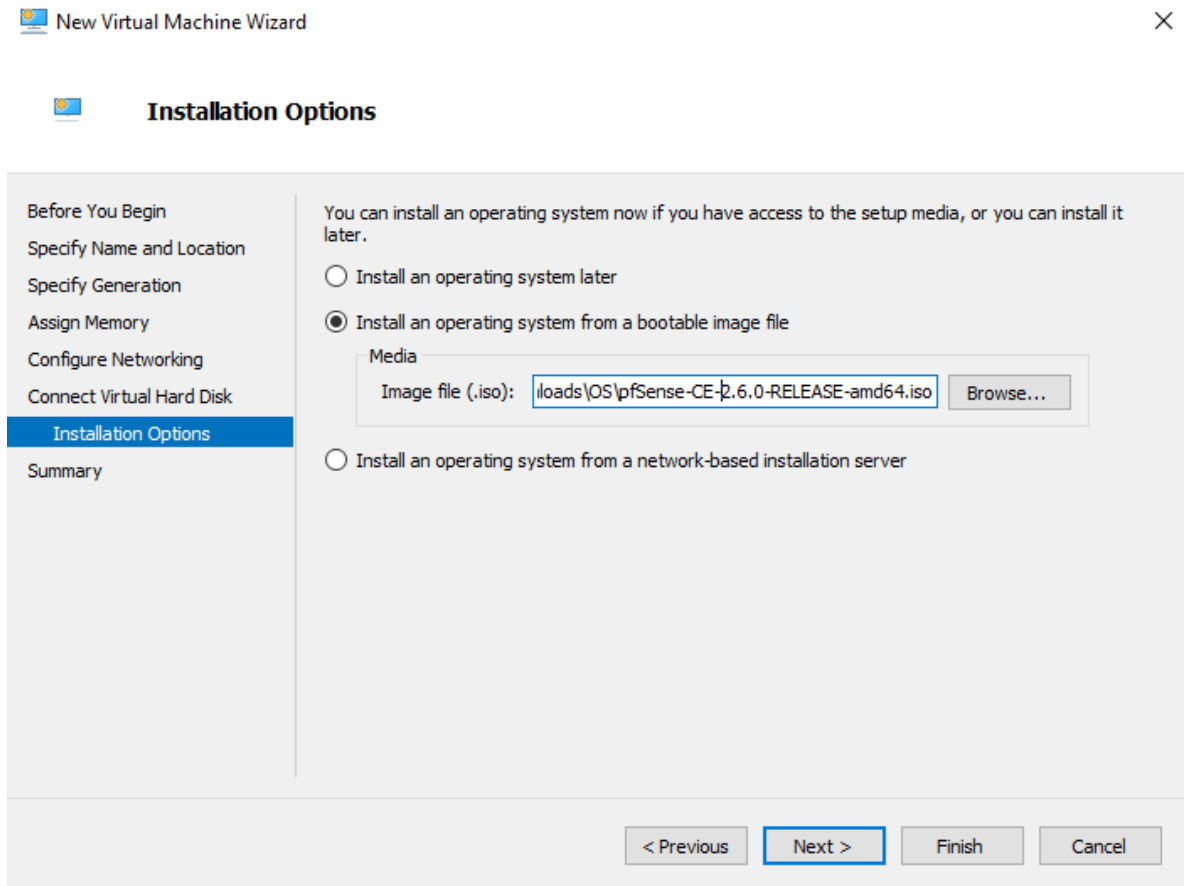 New Virtual Machine Wizard
Installation Options
Before You Begin
Specify Name and Location
Specify Generation
Assign Memory
Configure Networking
Connect Virtual Hard Disk
Installation Options
Summary
You can install an operating system now if you have access to the setup media, or you can install it
later.
Install an operating system later
Install an operating system from a bootable image file
Media
Image file (.iso): loads\OS\pfSense-CE-2.6.0-RELEASE-amd64.iso Browse...
Install an operating system from a network-based installation server
< Previous Next > Finish Cancel